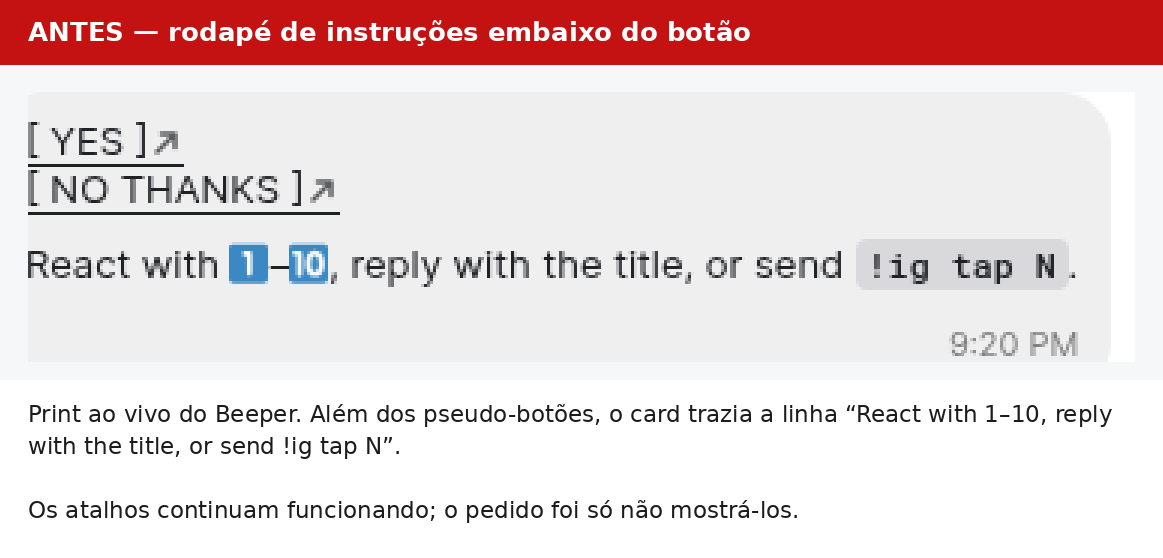 ANTES — rodapé de instruções embaixo do botão
[ YES ]↗
[ NO THANKS ]↗
React with 1–10, reply with the title, or send !ig tap N.
9:20 PM
Print ao vivo do Beeper. Além dos pseudo-botões, o card trazia a linha “React with 1–10, reply
with the title, or send !ig tap N”.
Os atalhos continuam funcionando; o pedido foi só não mostrá-los.